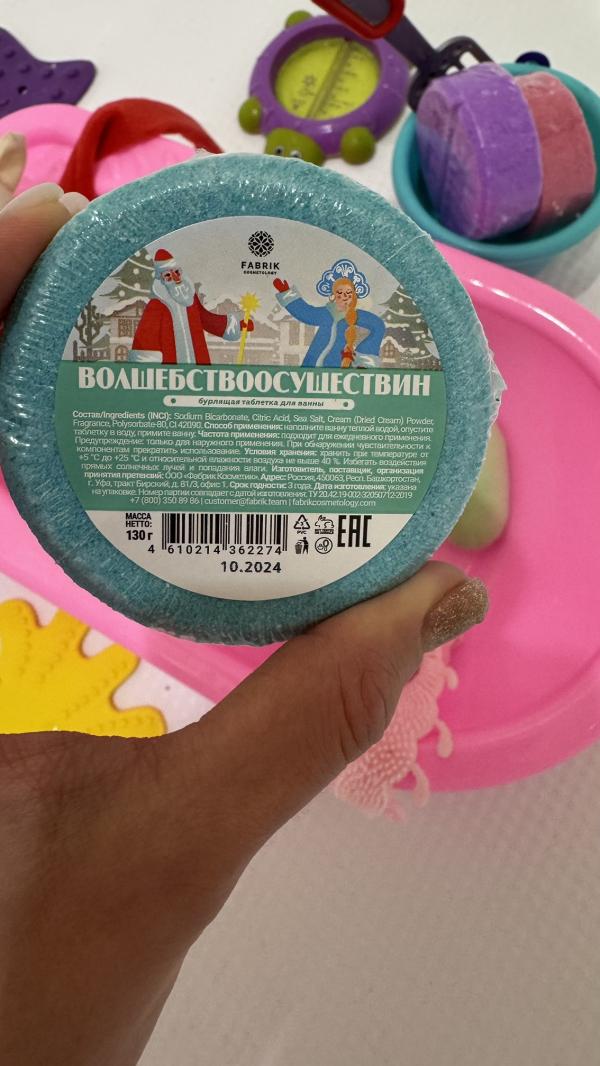 FABRIK
COSMETOLOGY
ВОЛШЕБСТВООСУЩЕСТВИН
бурлящая таблетка для ванны
Состав/Ingredients (INCI): Sodium Bicarbonate, Citric Acid, Sea Salt, Cream (Dried Cream) Powder,
Fragrance, Polysorbate-80, CI 42090. Способ применения: наполните ванну теплой водой, опустите
таблетку в воду, примите ванну. Частота применения: подходит для ежедневного применения.
Предупреждение: только для наружного применения. При обнаружении чувствительности к
компонентам прекратить использование. Условия хранения: хранить при температуре от
+5 °С до +25 °С и относительной влажности воздуха не выше 40 %. Избегать воздействия
прямых солнечных лучей и попадания влаги. Изготовитель, поставщик, организация
принятия претензий: ООО «Фабрик Косметик». Адрес: Россия, 450063, Респ. Башкортостан,
г. Уфа, тракт Бирский, д. 81/3, офис 1. Срок годности: 3 года. Дата изготовления: указана
на упаковке. Номер партии совпадает с датой изготовления. ТУ 20.42.19-002-32050712-2019
+7 (800) 350 89 86 | customer@fabrik.team | fabrikcosmetology.com
МАССА
НЕТТО:
130 г
3
PVC
EAC
4 610214 362274
10.2024